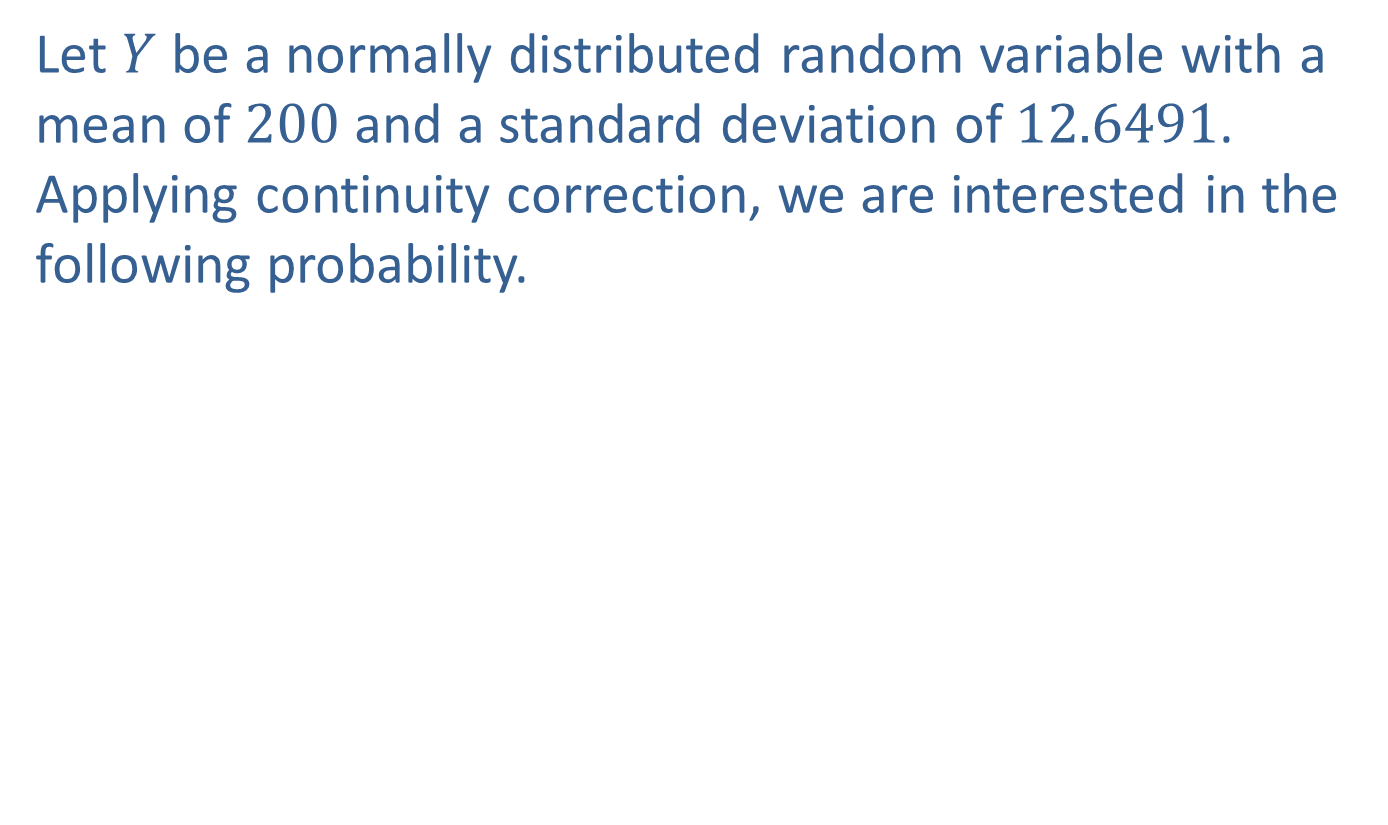 Let Y be a normally distributed random variable with a
mean of 200 and a standard deviation of 12.6491.
Applying continuity correction, we are interested in the
following probability.